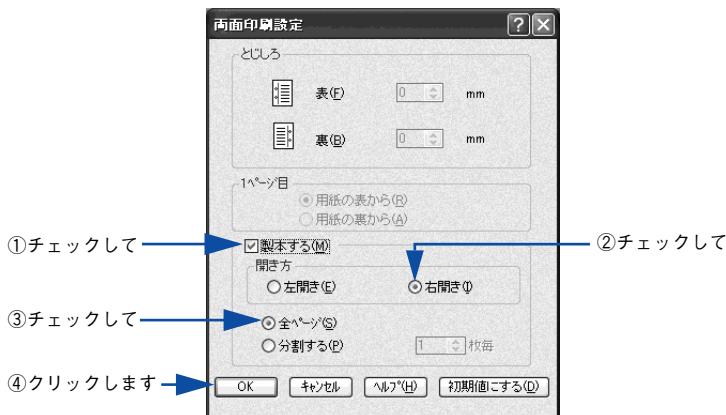 両面印刷設定
とじしろ
表(F) 0 mm
裏(B) 0 mm
1ﾍﾟｰｼﾞ目
用紙の表から(R)
用紙の裏から(A)
①チェックして
製本する(M)
②チェックして
開き方
左開き(E) 右開き(I)
③チェックして
全ﾍﾟｰｼﾞ(S)
分割する(P) 1 枚毎
④クリックします
OK ｷｬﾝｾﾙ ﾍﾙﾌﾟ(H) 初期値にする(D)